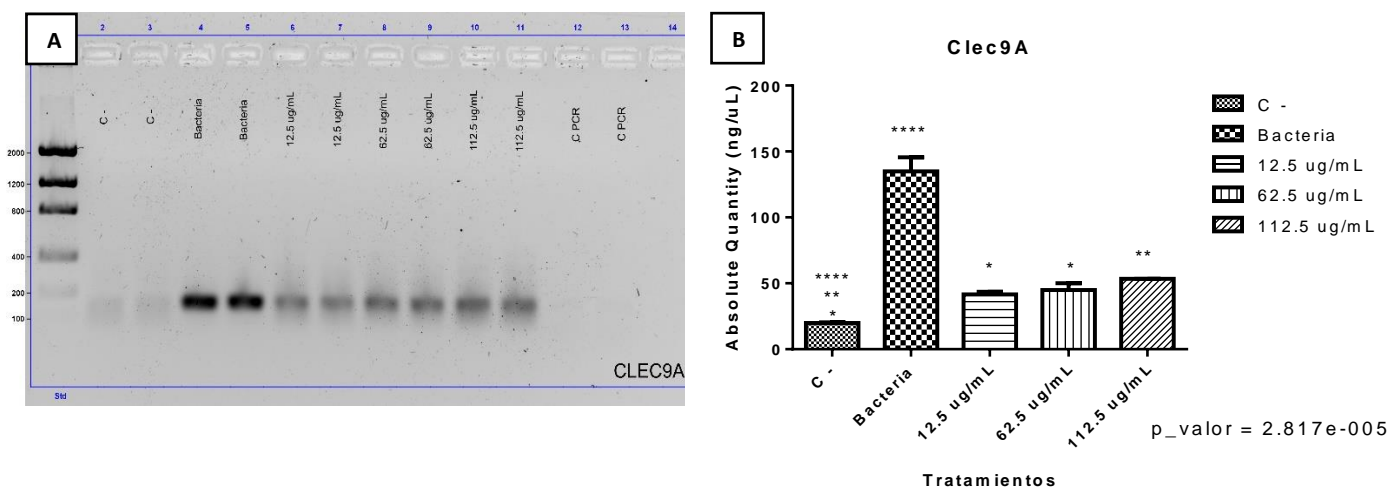 A
2 3 4 5 6 7 8 9 10 11 12 13 14
C -
C -
Bacteria
Bacteria
12.5 ug/mL
12.5 ug/mL
62.5 ug/mL
62.5 ug/mL
112.5 ug/mL
112.5 ug/mL
C PCR
C PCR
2000
1200
800
400
200
100
CLEC9A
Std
B
Clec9A
Absolute Quantity (ng/uL)
200
150
100
50
0
****
**
*
****
*
*
**
C -
Bacteria
12.5 ug/mL
62.5 ug/mL
112.5 ug/mL
Tratamientos
C -
Bacteria
12.5 ug/mL
62.5 ug/mL
112.5 ug/mL
p_valor = 2.817e-005